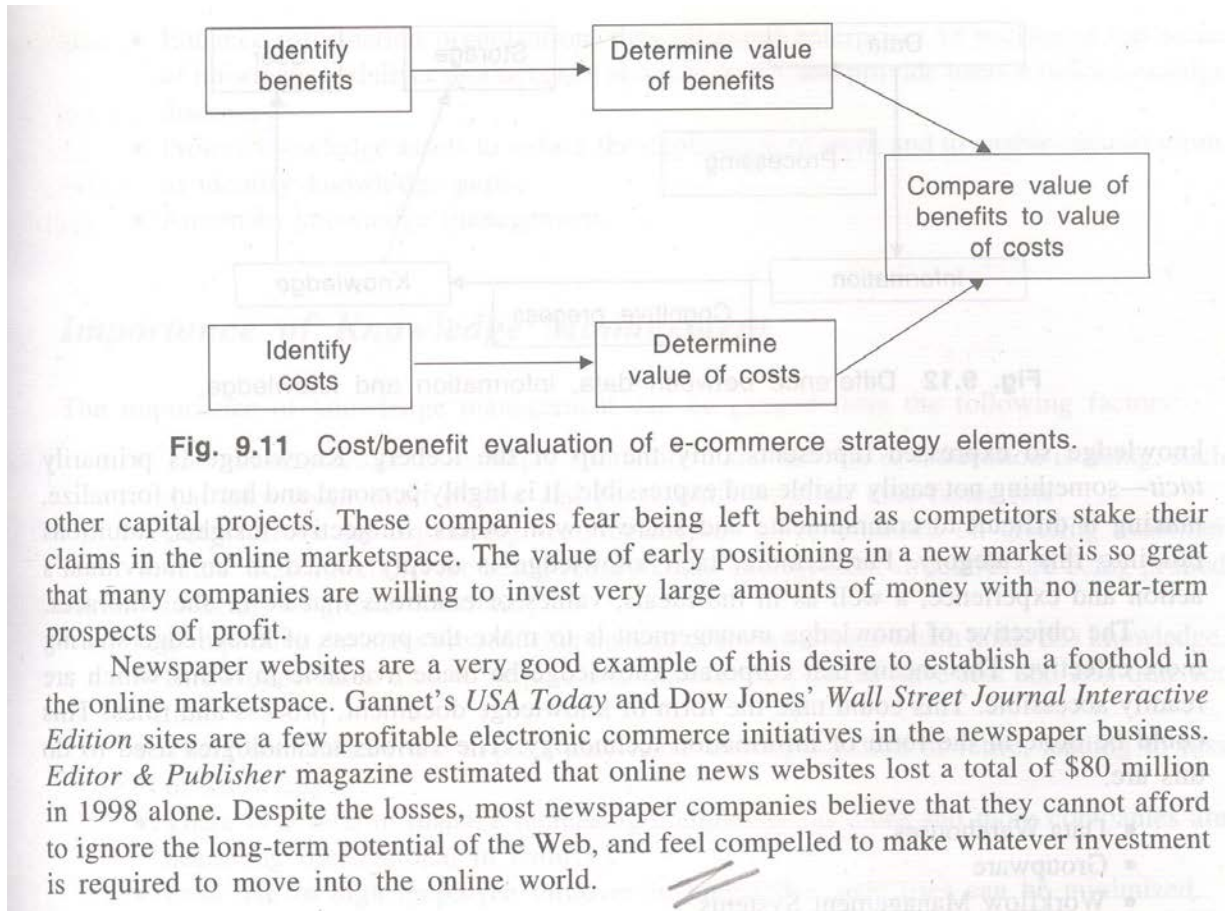 Identify
benefits
Determine value
of benefits
Compare value of
benefits to value
of costs
Identify
costs
Determine
value of costs
Fig. 9.11 Cost/benefit evaluation of e-commerce strategy elements.
other capital projects. These companies fear being left behind as competitors stake their
claims in the online marketspace. The value of early positioning in a new market is so great
that many companies are willing to invest very large amounts of money with no near-term
prospects of profit.
Newspaper websites are a very good example of this desire to establish a foothold in
the online marketspace. Gannet's USA Today and Dow Jones' Wall Street Journal Interactive
Edition sites are a few profitable electronic commerce initiatives in the newspaper business.
Editor & Publisher magazine estimated that online news websites lost a total of $80 million
in 1998 alone. Despite the losses, most newspaper companies believe that they cannot afford
to ignore the long-term potential of the Web, and feel compelled to make whatever investment
is required to move into the online world.